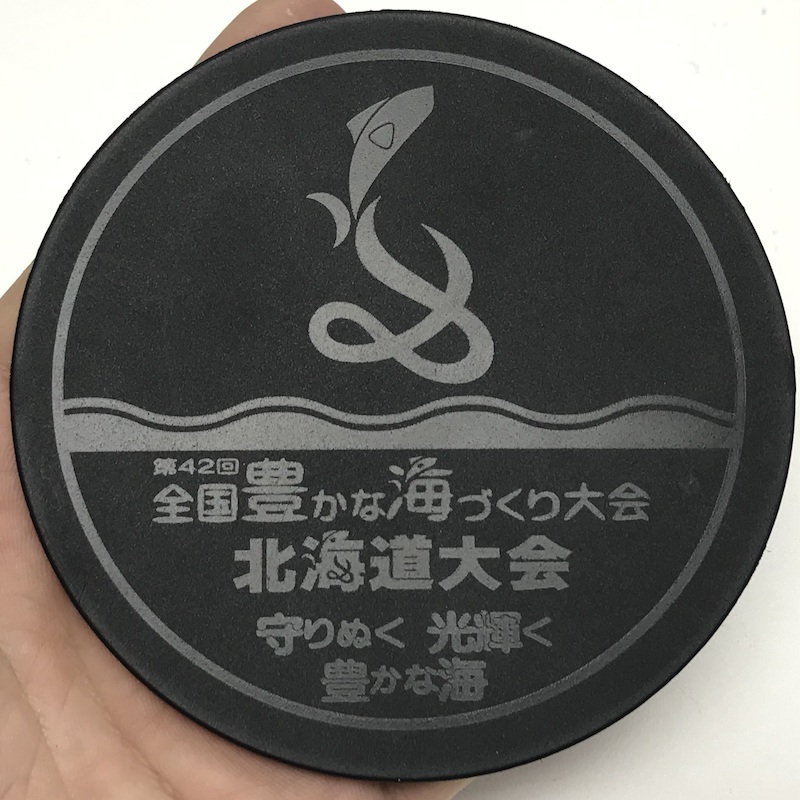 第42回
全国豊かな海づくり大会
北海道大会
守りぬく 光輝く
豊かな海